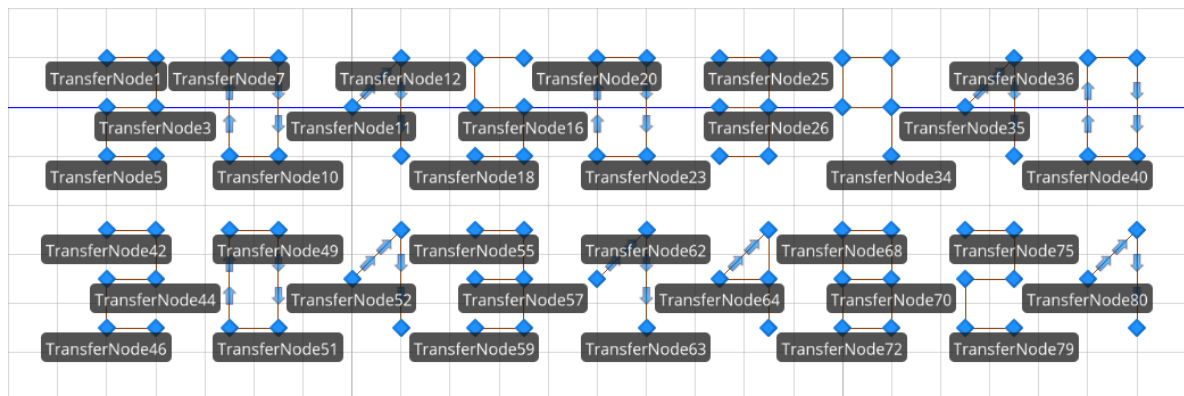 TransferNode1 TransferNode7 TransferNode12 TransferNode20 TransferNode25 TransferNode36
TransferNode3 TransferNode11 TransferNode16 TransferNode26 TransferNode35
TransferNode5 TransferNode10 TransferNode18 TransferNode23 TransferNode34 TransferNode40
TransferNode42 TransferNode49 TransferNode55 TransferNode62 TransferNode68 TransferNode75
TransferNode44 TransferNode52 TransferNode57 TransferNode64 TransferNode70 TransferNode80
TransferNode46 TransferNode51 TransferNode59 TransferNode63 TransferNode72 TransferNode79